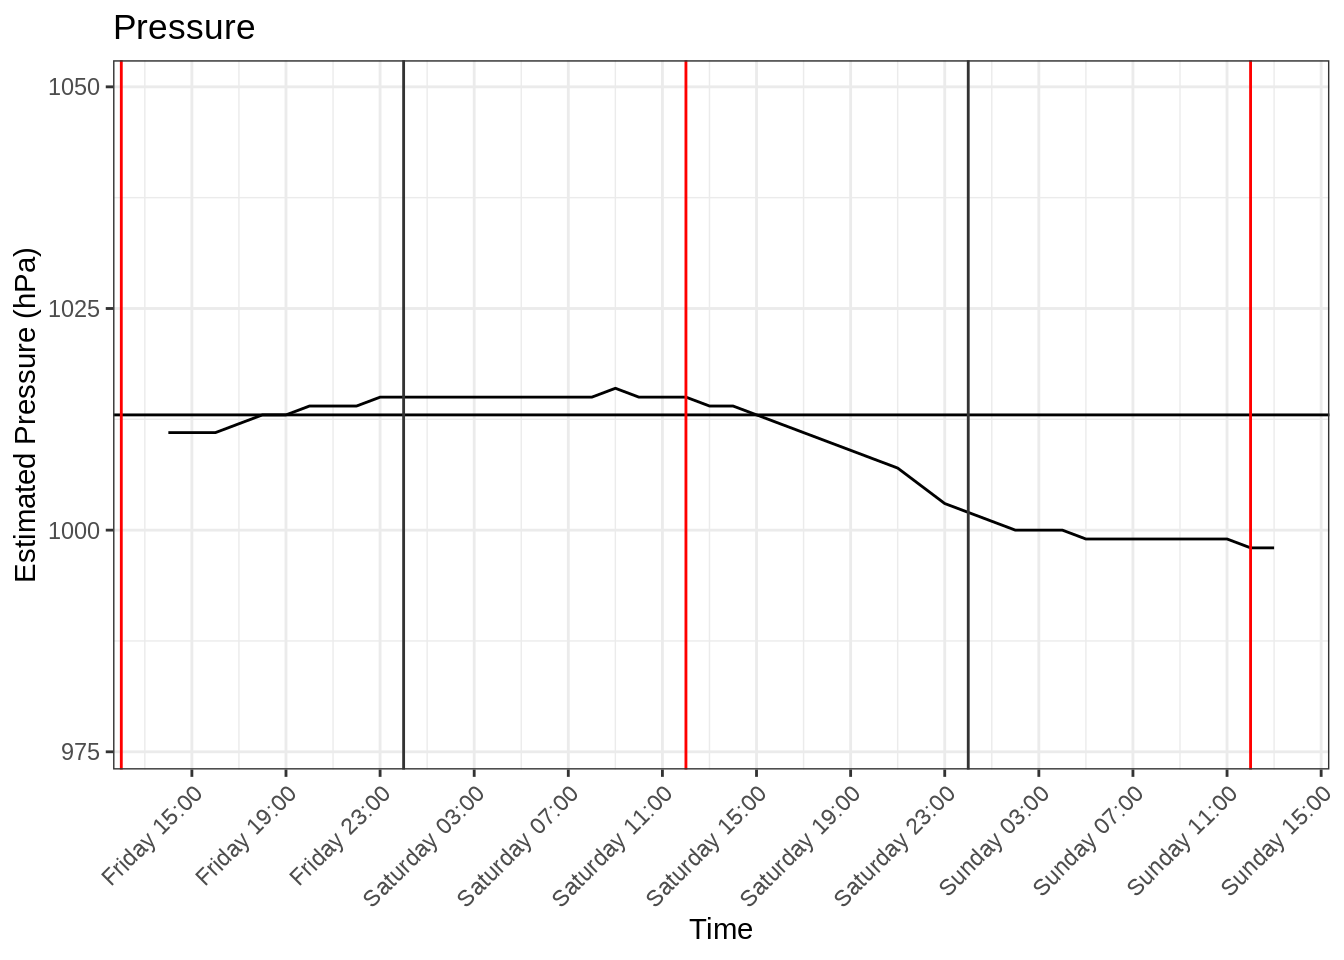 Pressure
Estimated Pressure (hPa)
1050
1025
1000
975
Friday 15:00
Friday 19:00
Friday 23:00
Saturday 03:00
Saturday 07:00
Saturday 11:00
Saturday 15:00
Saturday 19:00
Saturday 23:00
Sunday 03:00
Sunday 07:00
Sunday 11:00
Sunday 15:00
Time